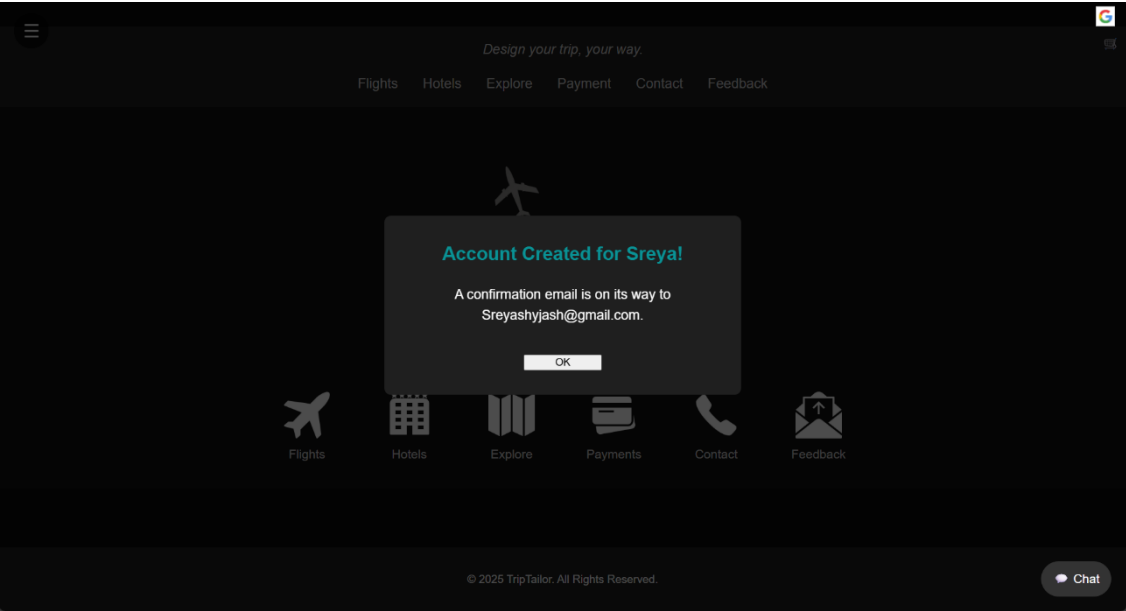 Design your trip, your way.
Flights Hotels Explore Payment Contact Feedback
Account Created for Sreya!
A confirmation email is on its way to
Sreyashyjash@gmail.com.
OK
Flights Hotels Explore Payments Contact Feedback
© 2025 TripTailor. All Rights Reserved.
Chat